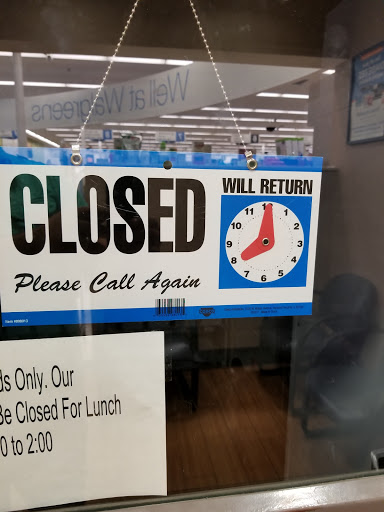 Well at Walgreens
CLOSED
WILL RETURN
11 12 1
10 2
9 3
8 4
7 6 5
Please Call Again
ds Only. Our
Be Closed For Lunch
0 to 2:00